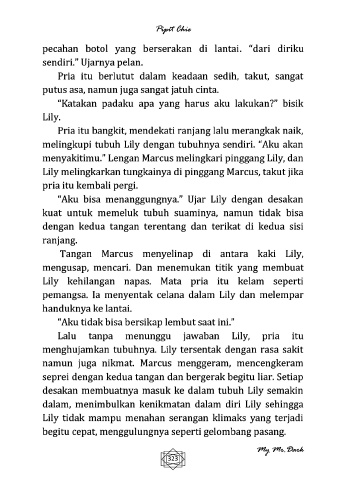 Pipit Chie
pecahan botol yang berserakan di lantai. "dari diriku
sendiri." Ujarnya pelan.
Pria itu berlutut dalam keadaan sedih, takut, sangat
putus asa, namun juga sangat jatuh cinta.
"Katakan padaku apa yang harus aku lakukan?" bisik
Lily.
Pria itu bangkit, mendekati ranjang lalu merangkak naik,
melingkupi tubuh Lily dengan tubuhnya sendiri. "Aku akan
menyakitimu." Lengan Marcus melingkari pinggang Lily, dan
Lily melingkarkan tungkainya di pinggang Marcus, takut jika
pria itu kembali pergi.
"Aku bisa menanggungnya." Ujar Lily dengan desakan
kuat untuk memeluk tubuh suaminya, namun tidak bisa
dengan kedua tangan terentang dan terikat di kedua sisi
ranjang.
Tangan Marcus menyelinap di antara kaki Lily,
mengusap, mencari. Dan menemukan titik yang membuat
Lily kehilangan napas. Mata pria itu kelam seperti
pemangsa. Ia menyentak celana dalam Lily dan melempar
handuknya ke lantai.
"Aku tidak bisa bersikap lembut saat ini."
Lalu tanpa menunggu jawaban Lily, pria itu
menghujamkan tubuhnya. Lily tersentak dengan rasa sakit
namun juga nikmat. Marcus menggeram, mencengkeram
seprei dengan kedua tangan dan bergerak begitu liar. Setiap
desakan membuatnya masuk ke dalam tubuh Lily semakin
dalam, menimbulkan kenikmatan dalam diri Lily sehingga
Lily tidak mampu menahan serangan klimaks yang terjadi
begitu cepat, menggulungnya seperti gelombang pasang.
My Mr. Dark
323